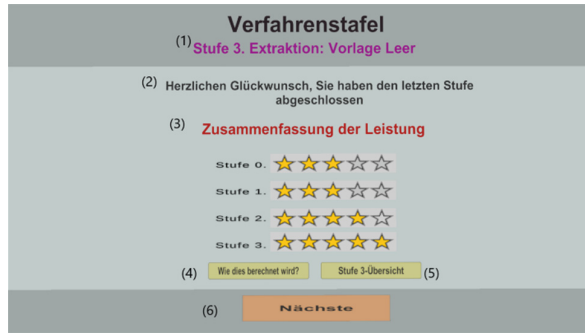 Verfahrenstafel
(1) Stufe 3. Extraktion: Vorlage Leer
(2) Herzlichen Glückwunsch, Sie haben den letzten Stufe
abgeschlossen
(3) Zusammenfassung der Leistung
Stufe 0.
Stufe 1.
Stufe 2.
Stufe 3.
(4) Wie dies berechnet wird? Stufe 3-Übersicht (5)
(6) Nächste